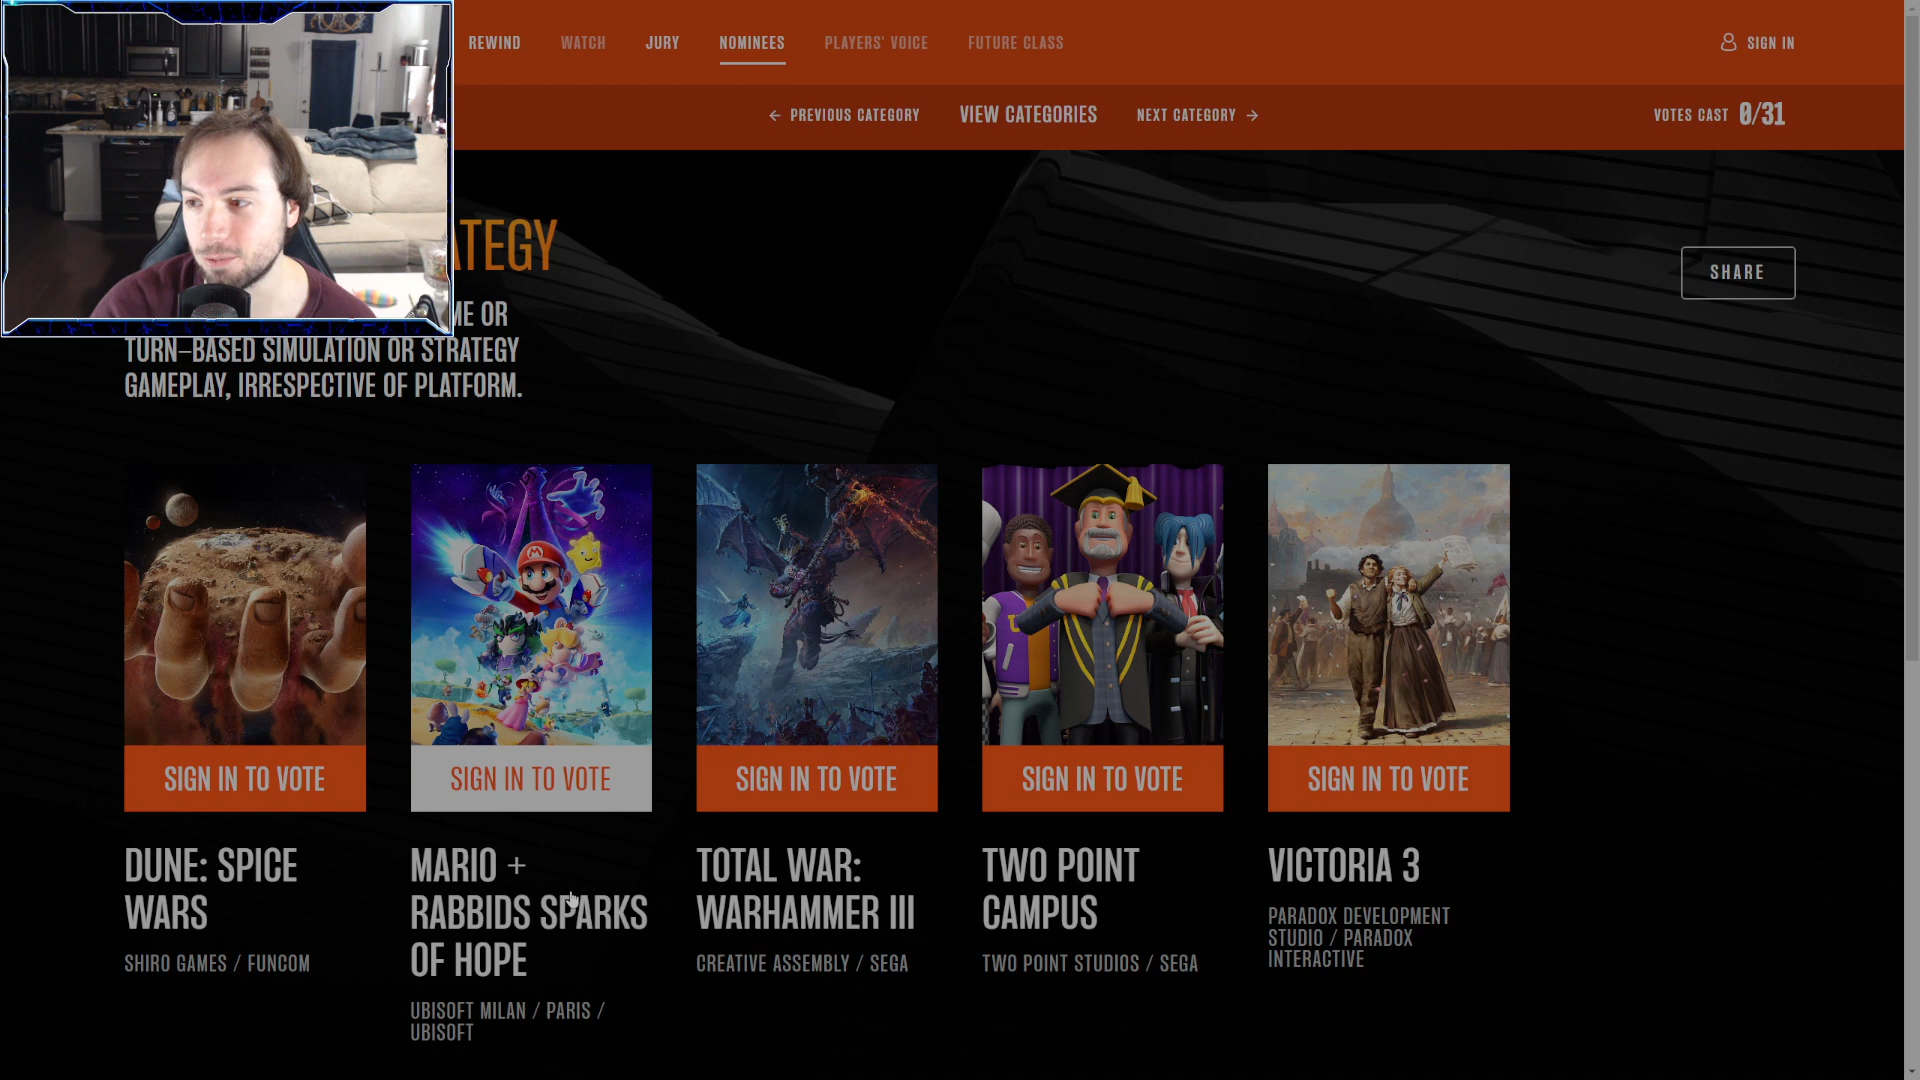 REWIND
WATCH
JURY
NOMINEES
PLAYERS' VOICE
FUTURE CLASS
SIGN IN
← PREVIOUS CATEGORY
VIEW CATEGORIES
NEXT CATEGORY →
VOTES CAST 0/31
ATEGY
ME OR
TURN–BASED SIMULATION OR STRATEGY
GAMEPLAY, IRRESPECTIVE OF PLATFORM.
SHARE
SIGN IN TO VOTE
SIGN IN TO VOTE
SIGN IN TO VOTE
SIGN IN TO VOTE
SIGN IN TO VOTE
DUNE: SPICE
WARS
SHIRO GAMES / FUNCOM
MARIO +
RABBIDS SPARKS
OF HOPE
UBISOFT MILAN / PARIS /
UBISOFT
TOTAL WAR:
WARHAMMER III
CREATIVE ASSEMBLY / SEGA
TWO POINT
CAMPUS
TWO POINT STUDIOS / SEGA
VICTORIA 3
PARADOX DEVELOPMENT
STUDIO / PARADOX
INTERACTIVE